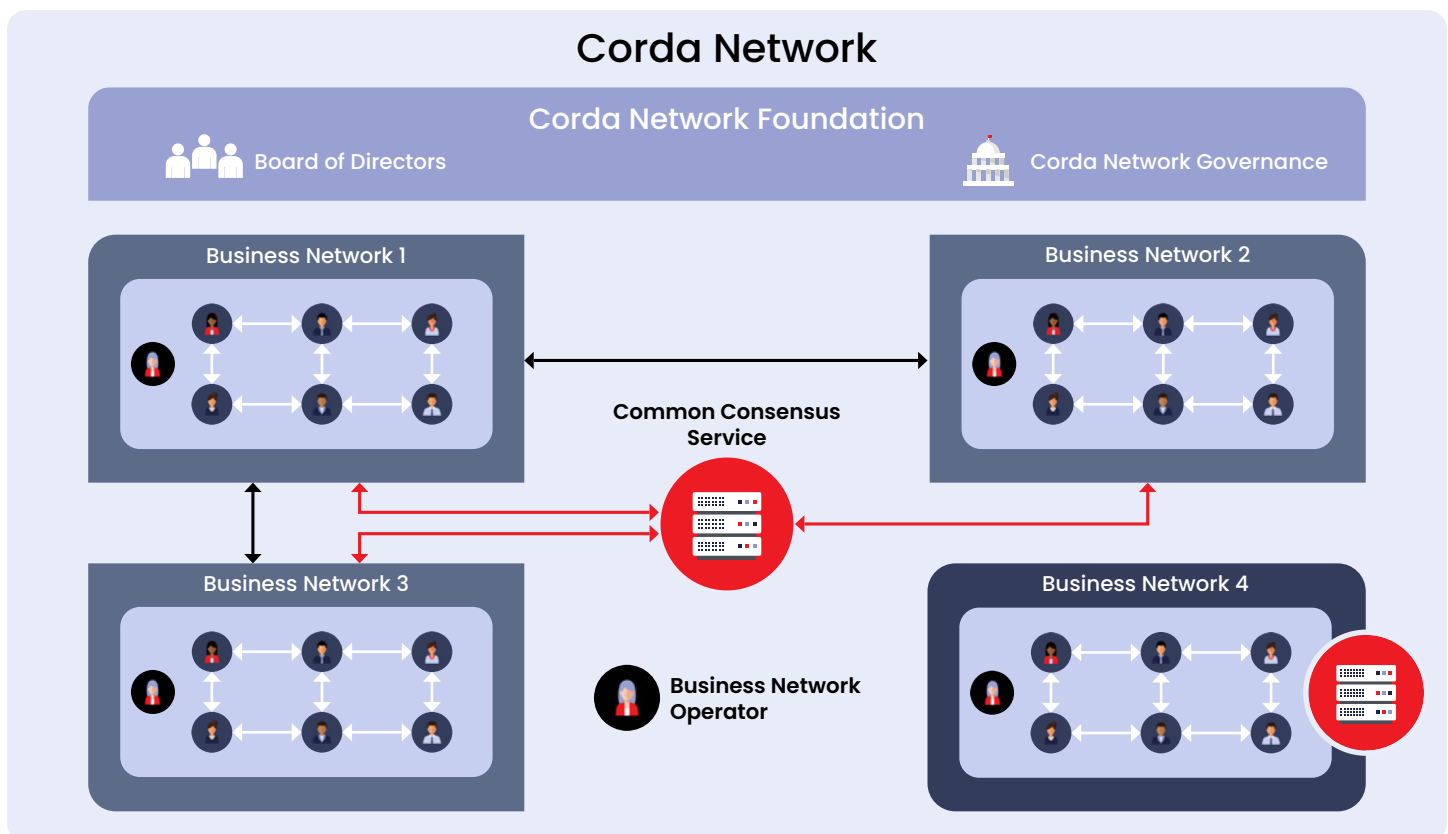 Corda Network
Corda Network Foundation
Board of Directors
Corda Network Governance
Business Network 1
Business Network 2
Common Consensus
Service
Business Network 3
Business Network 4
Business Network
Operator